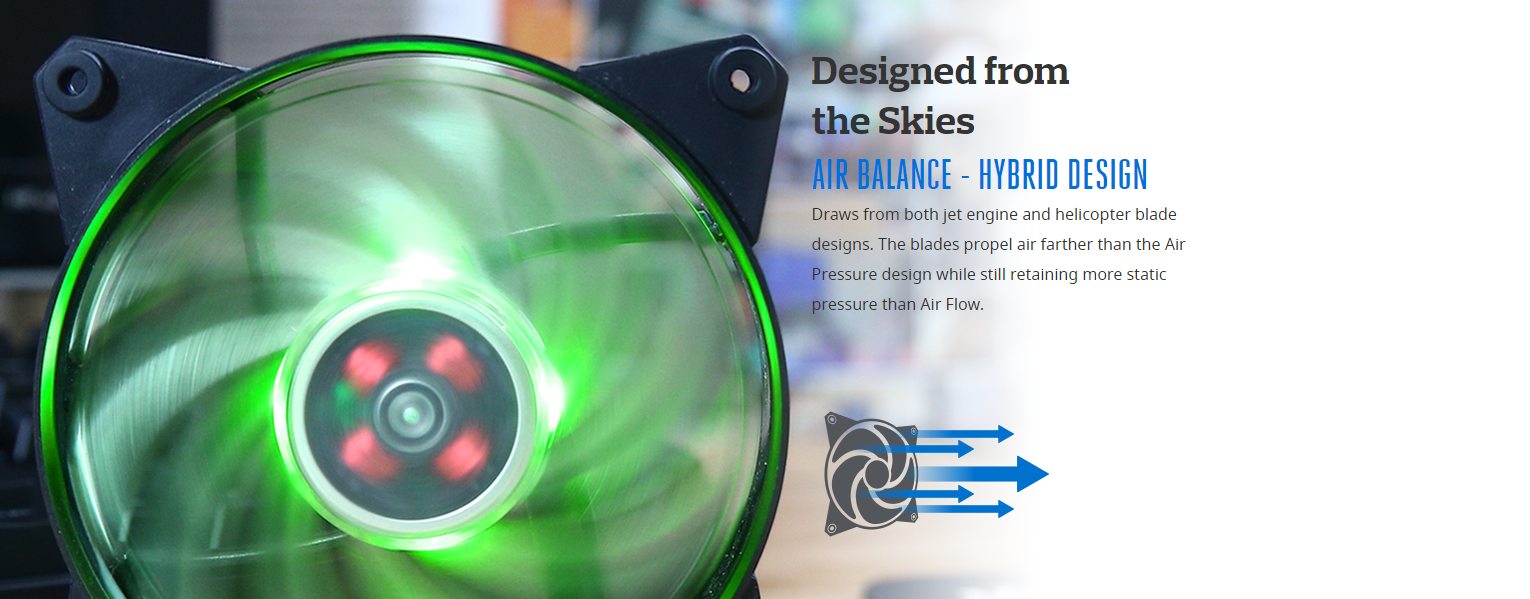 Designed from
the Skies
AIR BALANCE - HYBRID DESIGN
Draws from both jet engine and helicopter blade
designs. The blades propel air farther than the Air
Pressure design while still retaining more static
pressure than Air Flow.